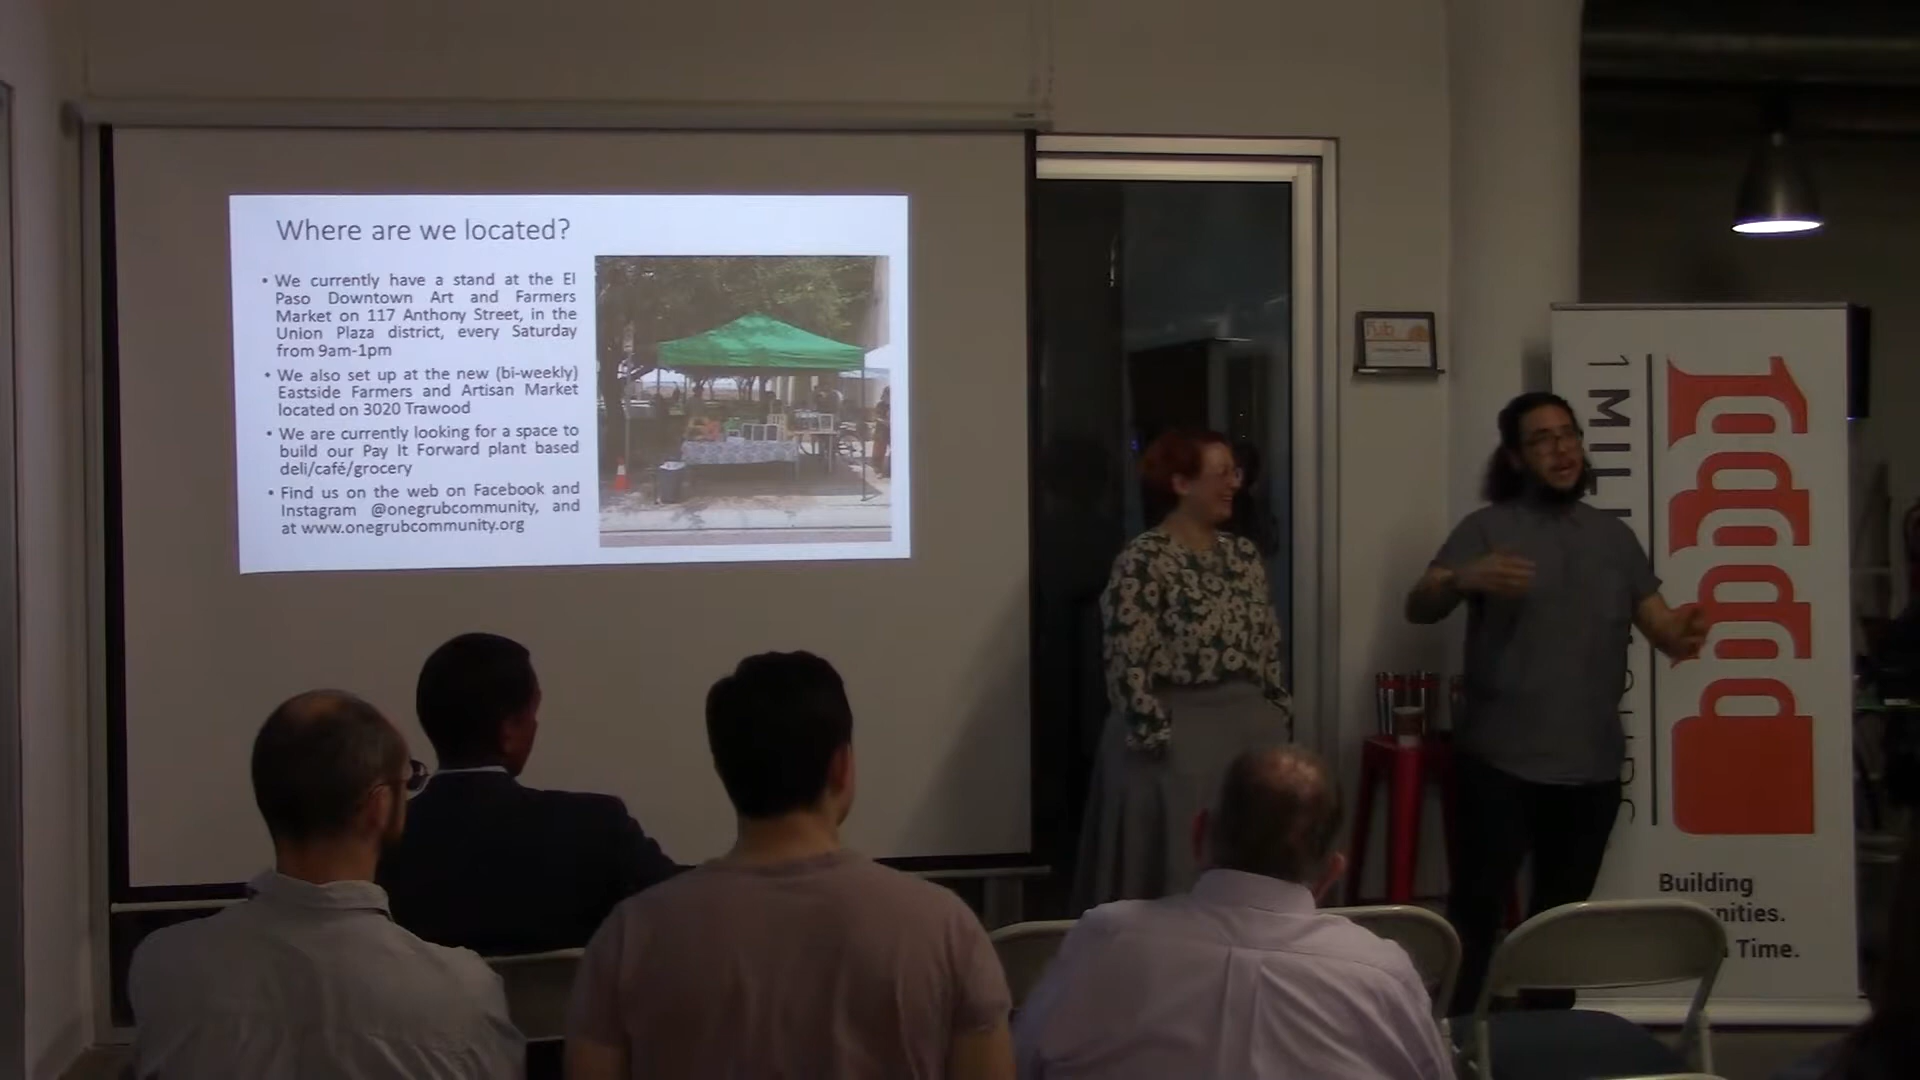 Where are we located?
• We currently have a stand at the El
Paso Downtown Art and Farmers
Market on 117 Anthony Street, in the
Union Plaza district, every Saturday
from 9am-1pm
• We also set up at the new (bi-weekly)
Eastside Farmers and Artisan Market
located on 3020 Trawood
• We are currently looking for a space to
build our Pay It Forward plant based
deli/café/grocery
• Find us on the web on Facebook and
Instagram @onegrubcommunity, and
at www.onegrubcommunity.org
1 MIL
Building
nities.
Time.